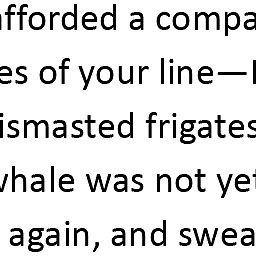 afforded a compa
es of your line—I
ismasted frigates
whale was not yet
again, and swea